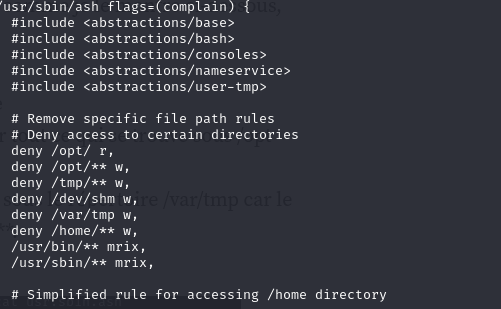 /usr/sbin/ash flags=(complain) {
#include <abstractions/base>
#include <abstractions/bash>
#include <abstractions/consoles>
#include <abstractions/nameservice>
#include <abstractions/user-tmp>
# Remove specific file path rules
# Deny access to certain directories
deny /opt/ r,
deny /opt/** w,
deny /tmp/** w,
deny /dev/shm w,
deny /var/tmp w,
deny /home/** w,
/usr/bin/** mrix,
/usr/sbin/** mrix,
# Simplified rule for accessing /home directory